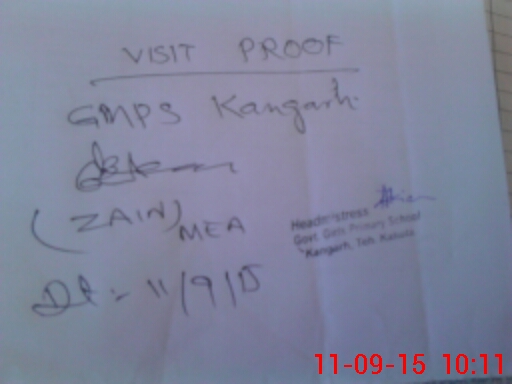 VISIT PROOF
GMPS Kangarh.
(ZAIN) MEA
Dt:- 11/9/15
Headmistress
Govt. Girls Primary School
Kangarh, Teh.
11-09-15 10:11